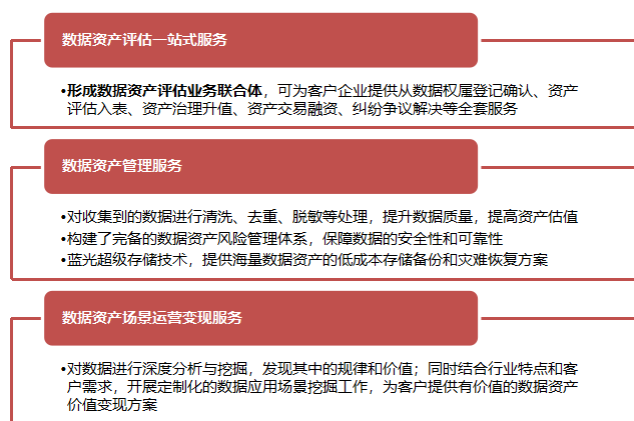 数据资产评估一站式服务
•形成数据资产评估业务联合体，可为客户企业提供从数据权属登记确认、资产
评估入表、资产治理升值、资产交易融资、纠纷争议解决等全套服务
数据资产管理服务
•对收集到的数据进行清洗、去重、脱敏等处理，提升数据质量，提高资产估值
•构建了完备的数据资产风险管理体系，保障数据的安全性和可靠性
•蓝光超级存储技术，提供海量数据资产的低成本存储备份和灾难恢复方案
数据资产场景运营变现服务
•对数据进行深度分析与挖掘，发现其中的规律和价值；同时结合行业特点和客
户需求，开展定制化的数据应用场景挖掘工作，为客户提供有价值的数据资产
价值变现方案